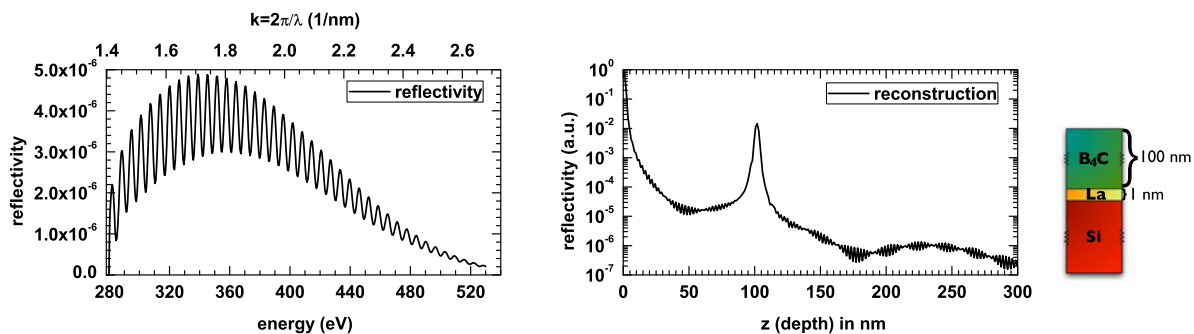 k=2π/λ (1/nm)
1.4 1.6 1.8 2.0 2.2 2.4 2.6
5.0x10⁻⁶
4.0x10⁻⁶
3.0x10⁻⁶
2.0x10⁻⁶
1.0x10⁻⁶
0.0
reflectivity
reflectivity
280 320 360 400 440 480 520
energy (eV)
10⁰
10⁻¹
10⁻²
10⁻³
10⁻⁴
10⁻⁵
10⁻⁶
10⁻⁷
reflectivity (a.u.)
reconstruction
0 50 100 150 200 250 300
z (depth) in nm
B₄C
100 nm
La
1 nm
Si